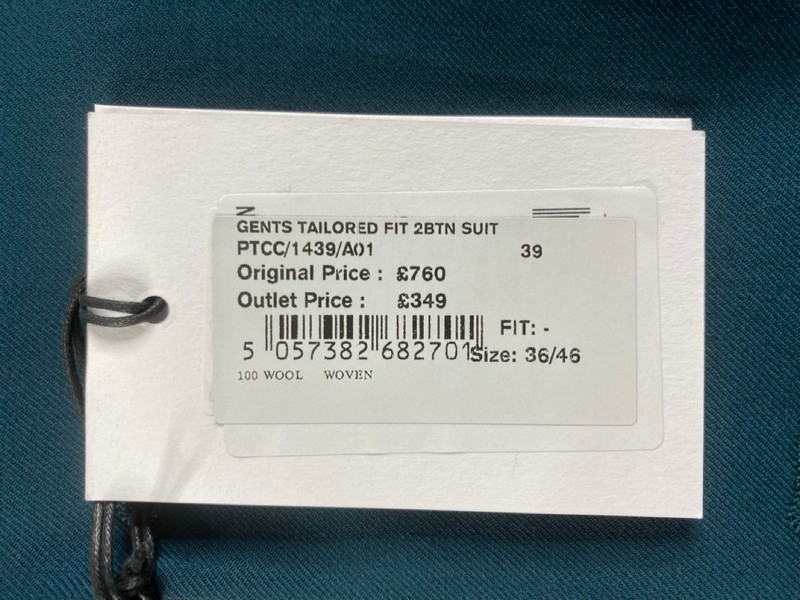 N
GENTS TAILORED FIT 2BTN SUIT
PTCC/1439/A01 39
Original Price : £760
Outlet Price : £349
FIT: -
5 057382 682701 Size: 36/46
100 WOOL WOVEN